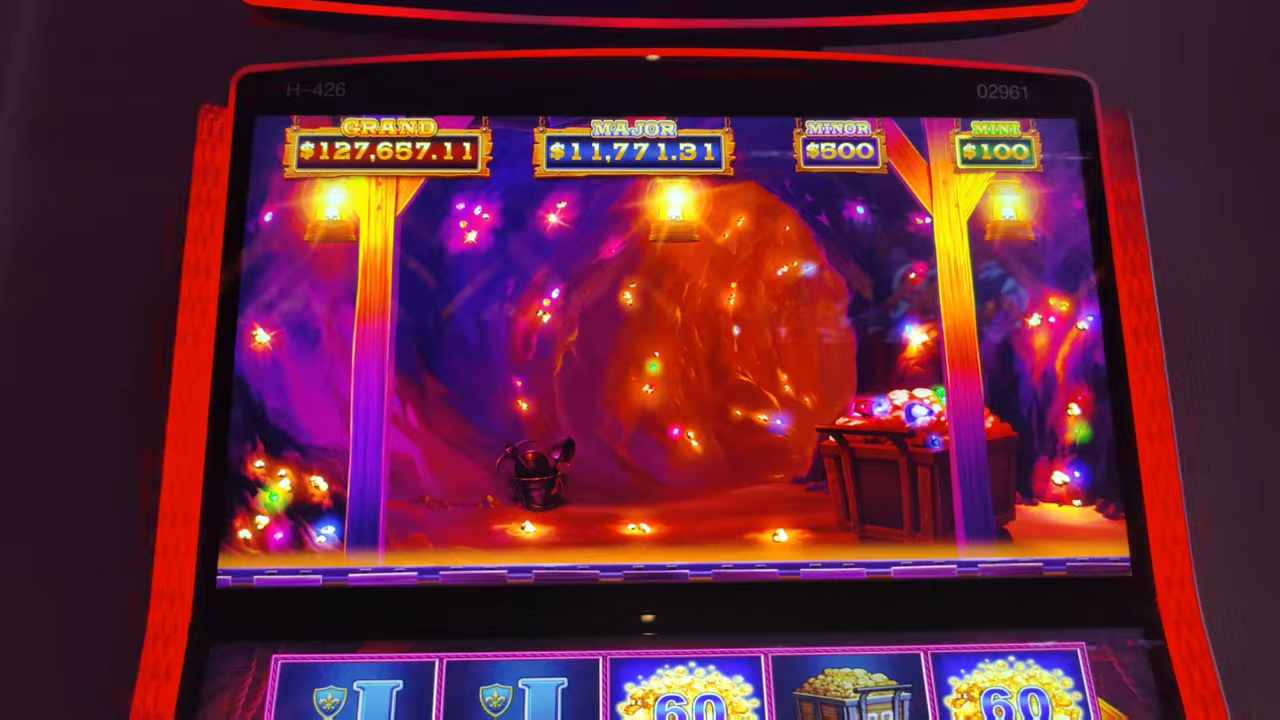 H-426
02961
GRAND
MAJOR
MINOR
MINI
$127,657.11
$11,771.31
$500
$100
J
J
60
60